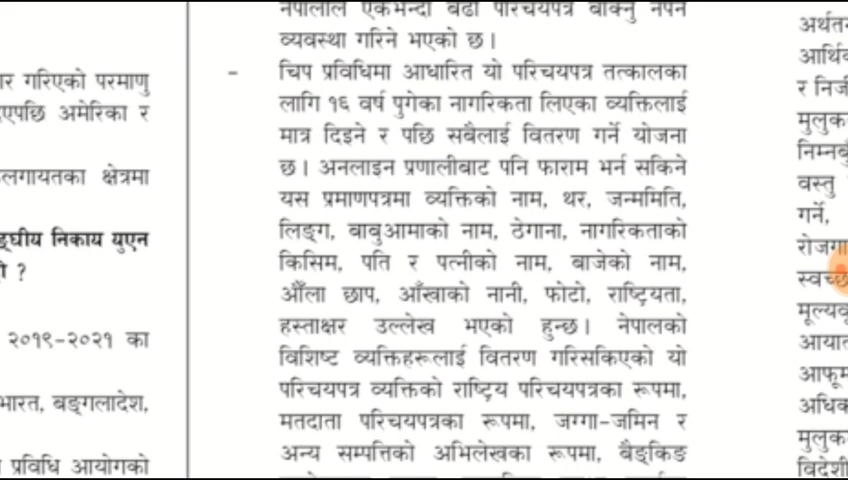 ार गरिएको परमाणु
एपछि अमेरिका र
लगायतका क्षेत्रमा
ङ्घीय निकाय युएन
ो ?
२०१९-२०२१ का
भारत, बङ्गलादेश,
प्रविधि आयोगको
नेपालीले एकभन्दा बढी परिचयपत्र बोक्नु नपर्ने
व्यवस्था गरिने भएको छ।
- चिप प्रविधिमा आधारित यो परिचयपत्र तत्कालका
लागि १६ वर्ष पुगेका नागरिकता लिएका व्यक्तिलाई
मात्र दिइने र पछि सबैलाई वितरण गर्ने योजना
छ। अनलाइन प्रणालीबाट पनि फाराम भर्न सकिने
यस प्रमाणपत्रमा व्यक्तिको नाम, थर, जन्ममिति,
लिङ्ग, बाबुआमाको नाम, ठेगाना, नागरिकताको
किसिम, पति र पत्नीको नाम, बाजेको नाम,
औँला छाप, आँखाको नानी, फोटो, राष्ट्रियता,
हस्ताक्षर उल्लेख भएको हुन्छ। नेपालको
विशिष्ट व्यक्तिहरूलाई वितरण गरिसकिएको यो
परिचयपत्र व्यक्तिको राष्ट्रिय परिचयपत्रका रूपमा,
मतदाता परिचयपत्रका रूपमा, जग्गा-जमिन र
अन्य सम्पत्तिको अभिलेखका रूपमा, बैङ्किङ
अर्थतन
आर्थिक
र निजी
मुलुक
निम्नबु
वस्तु
गर्ने,
रोजगा
स्वच्छ
मूल्यवृ
आयात
आफूम
अधिक
मुलुक
विदेशी